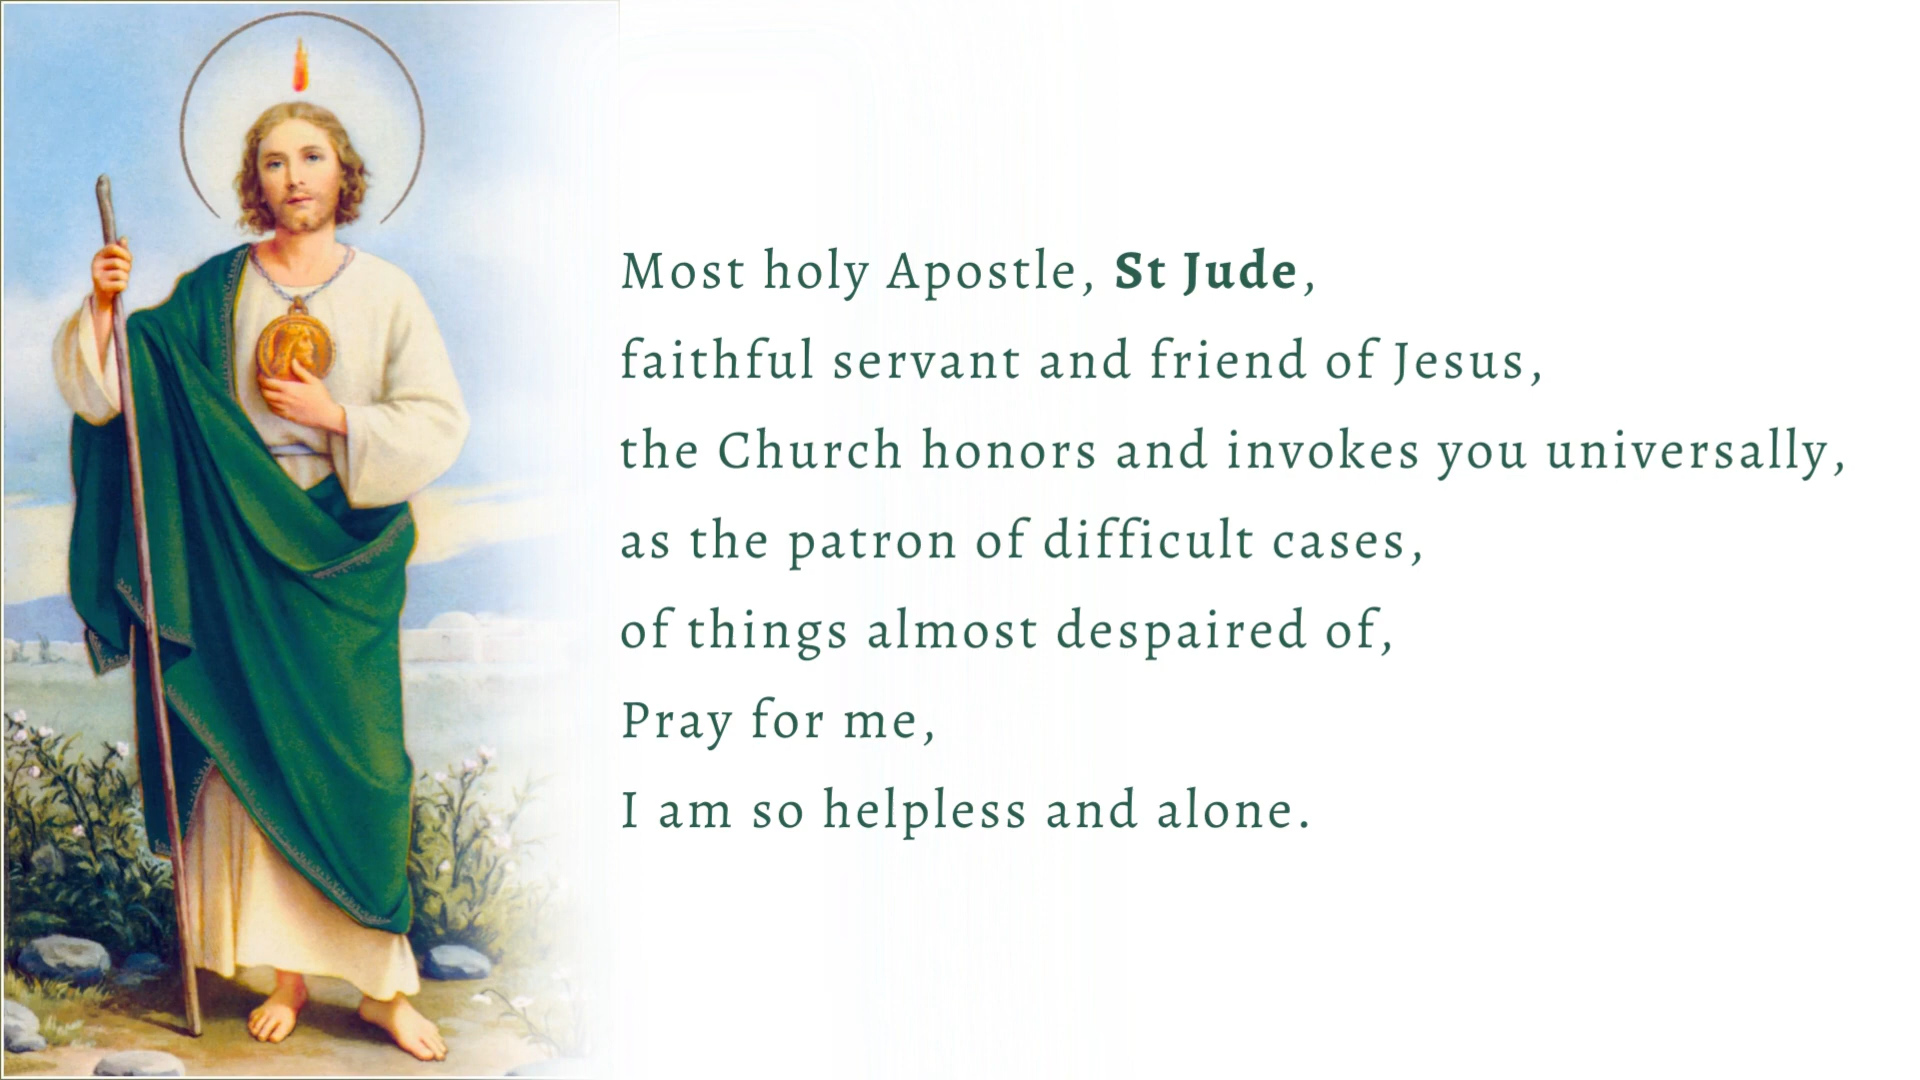 Most holy Apostle, St Jude,
faithful servant and friend of Jesus,
the Church honors and invokes you universally,
as the patron of difficult cases,
of things almost despaired of,
Pray for me,
I am so helpless and alone.